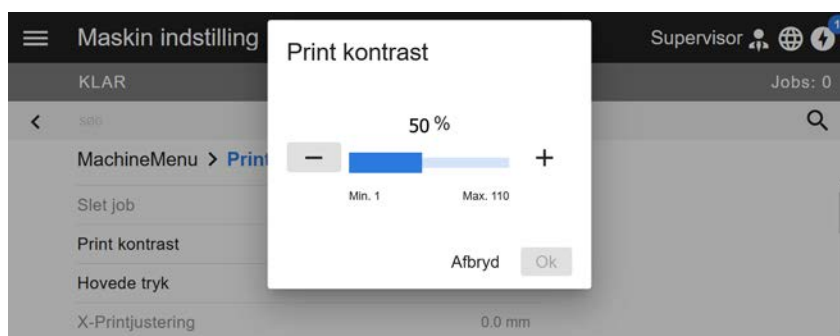 Maskin indstilling
Supervisor
KLAR
Jobs: 0
søg
MachineMenu > Print
Slet job
Print kontrast
Hovede tryk
X-Printjustering 0.0 mm
Print kontrast
50 %
Min. 1 Max. 110
Afbryd Ok